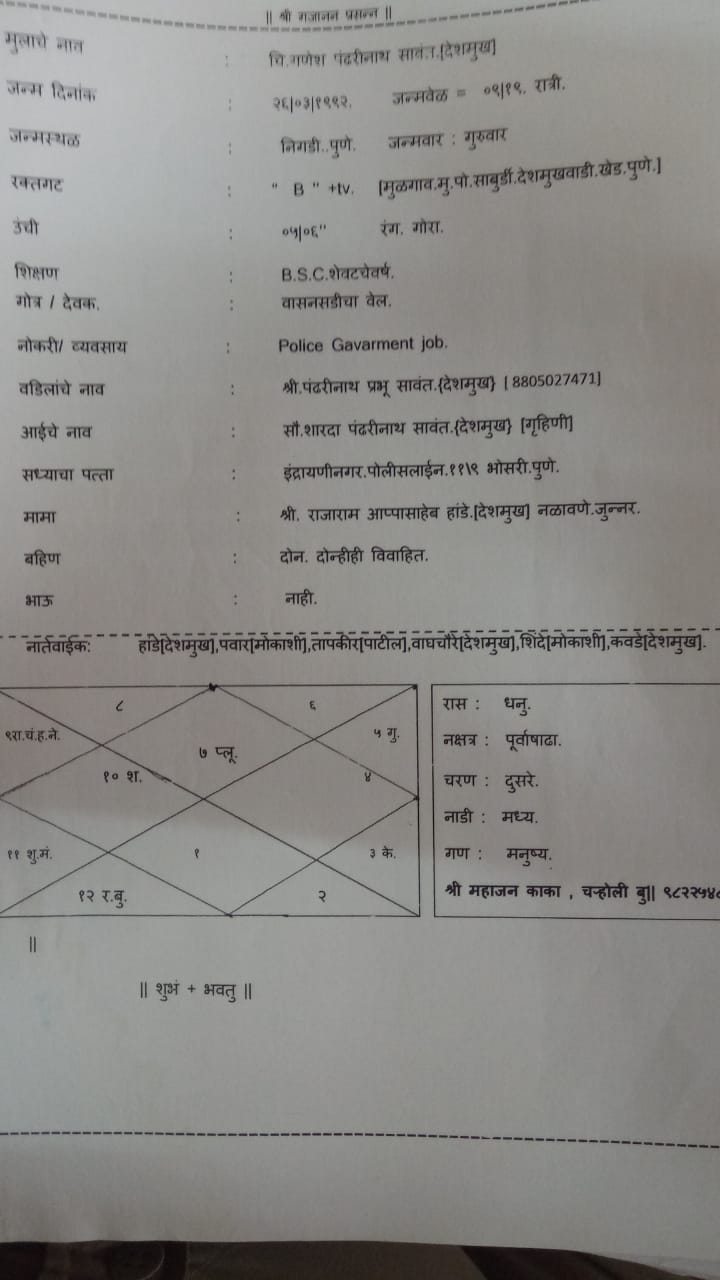 || श्री गजानन प्रसन्न ||
मुलाचे नाव : चि.गणेश पंढरीनाथ सावंत.[देशमुख]
जन्म दिनांक : २६|०३|१९९२. जन्मवेळ = ०९|१९. रात्री.
जन्मस्थळ : निगडी..पुणे. जन्मवार : गुरुवार
रक्तगट : " B " +tv. [मुळगाव.मु.पो.साबुर्डी.देशमुखवाडी.खेड.पुणे.]
उंची : ०५|०६" रंग. गोरा.
शिक्षण : B.S.C.शेवटचेवर्ष.
गोत्र / देवक. : वासनसडीचा वेल.
नोकरी/ व्यवसाय : Police Gavarment job.
वडिलांचे नाव : श्री.पंढरीनाथ प्रभू सावंत.{देशमुख} [ 8805027471]
आईचे नाव : सौ.शारदा पंढरीनाथ सावंत.{देशमुख} [गृहिणी]
सध्याचा पत्ता : इंद्रायणीनगर.पोलीसलाईन.११\९ भोसरी.पुणे.
मामा : श्री. राजाराम आप्पासाहेब हांडे.[देशमुख] नळावणे.जुन्नर.
बहिण : दोन. दोन्हीही विवाहित.
भाऊ : नाही.
नातेवाईक: हांडे[देशमुख],पवार[मोकाशी],तापकीर[पाटील],वाघचौरे[देशमुख],शिंदे[मोकाशी],कवडे[देशमुख].
८ ६
९रा.चं.ह.ने. ७ प्लू. ५ गु.
१० श. ४
११ शु.मं. १ ३ के.
१२ र.बु. २
रास : धनु.
नक्षत्र : पूर्वाषाढा.
चरण : दुसरे.
नाडी : मध्य.
गण : मनुष्य.
श्री महाजन काका , चऱ्होली बु|| ९८२२५४
||
|| शुभं + भवतु ||